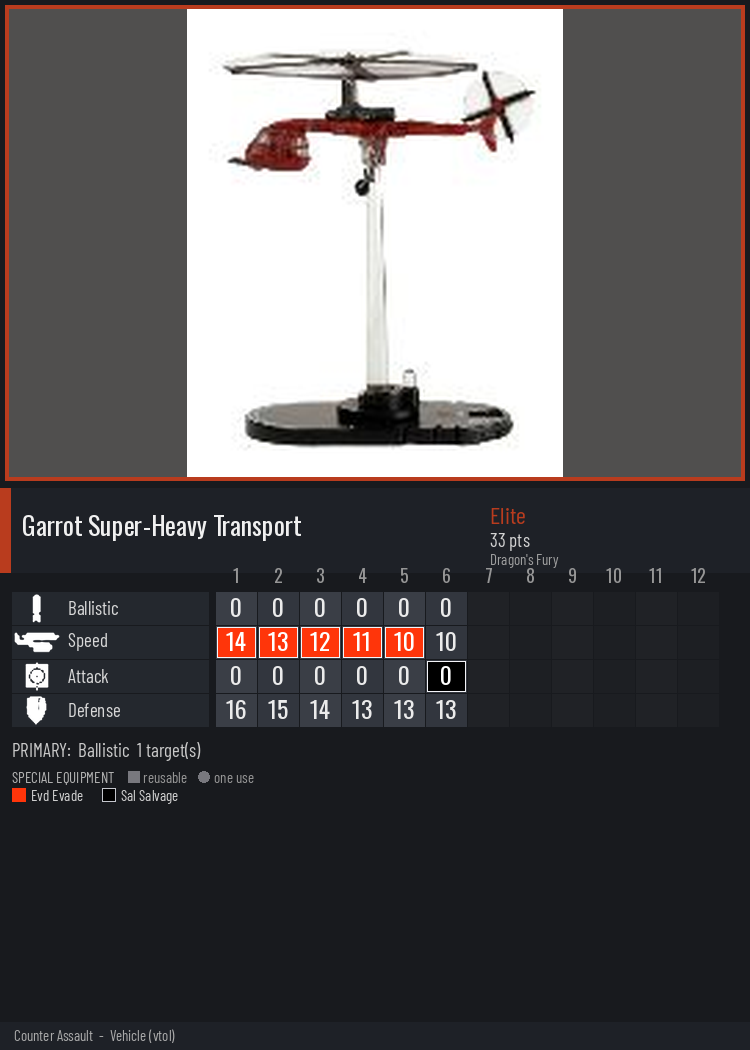 Garrot Super-Heavy Transport
Elite
33 pts
Dragon's Fury
1 2 3 4 5 6 7 8 9 10 11 12
Ballistic 0 0 0 0 0 0
Speed 14 13 12 11 10 10
Attack 0 0 0 0 0 0
Defense 16 15 14 13 13 13
PRIMARY: Ballistic 1 target(s)
SPECIAL EQUIPMENT reusable one use
Evd Evade Sal Salvage
Counter Assault - Vehicle (vtol)